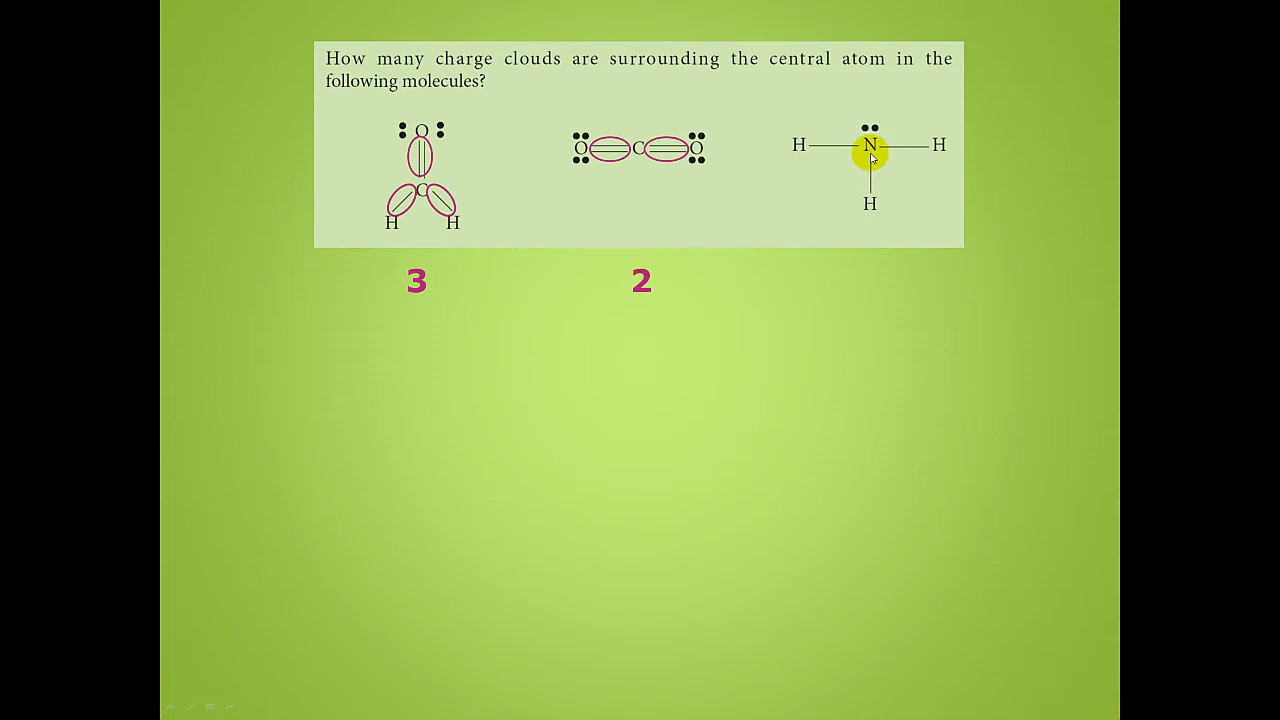 How many charge clouds are surrounding the central atom in the
following molecules?
O
O C O
H N H
C
H H
H
3 2